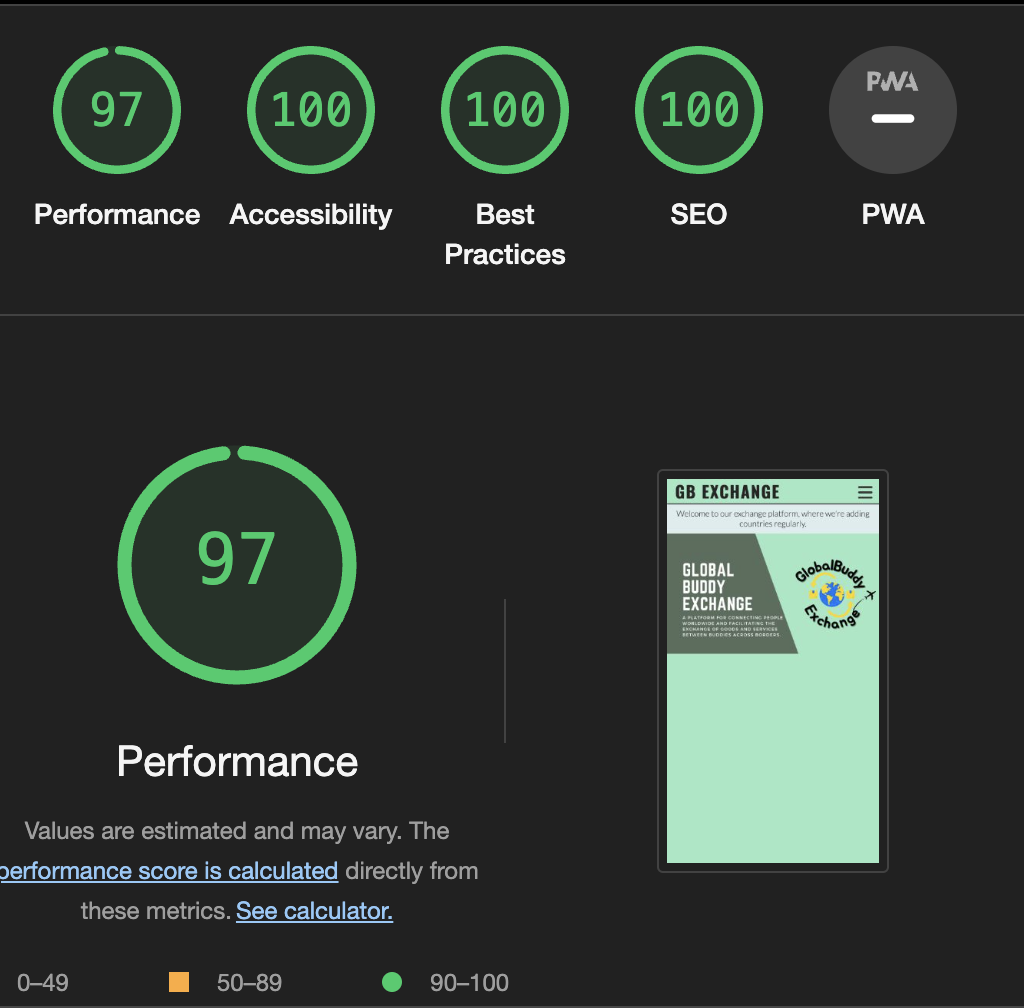 97
100
100
100
PWA
Performance
Accessibility
Best
Practices
SEO
PWA
97
Performance
Values are estimated and may vary. The
performance score is calculated directly from
these metrics. See calculator.
0–49
50–89
90–100
GB EXCHANGE
Welcome to our exchange platform, where we're adding
countries regularly.
GLOBAL
BUDDY
EXCHANGE
A PLATFORM FOR CONNECTING PEOPLE
WORLDWIDE AND FACILITATING THE
EXCHANGE OF GOODS AND SERVICES
BETWEEN BUDDIES ACROSS BORDERS.
GlobalBuddy
Exchange